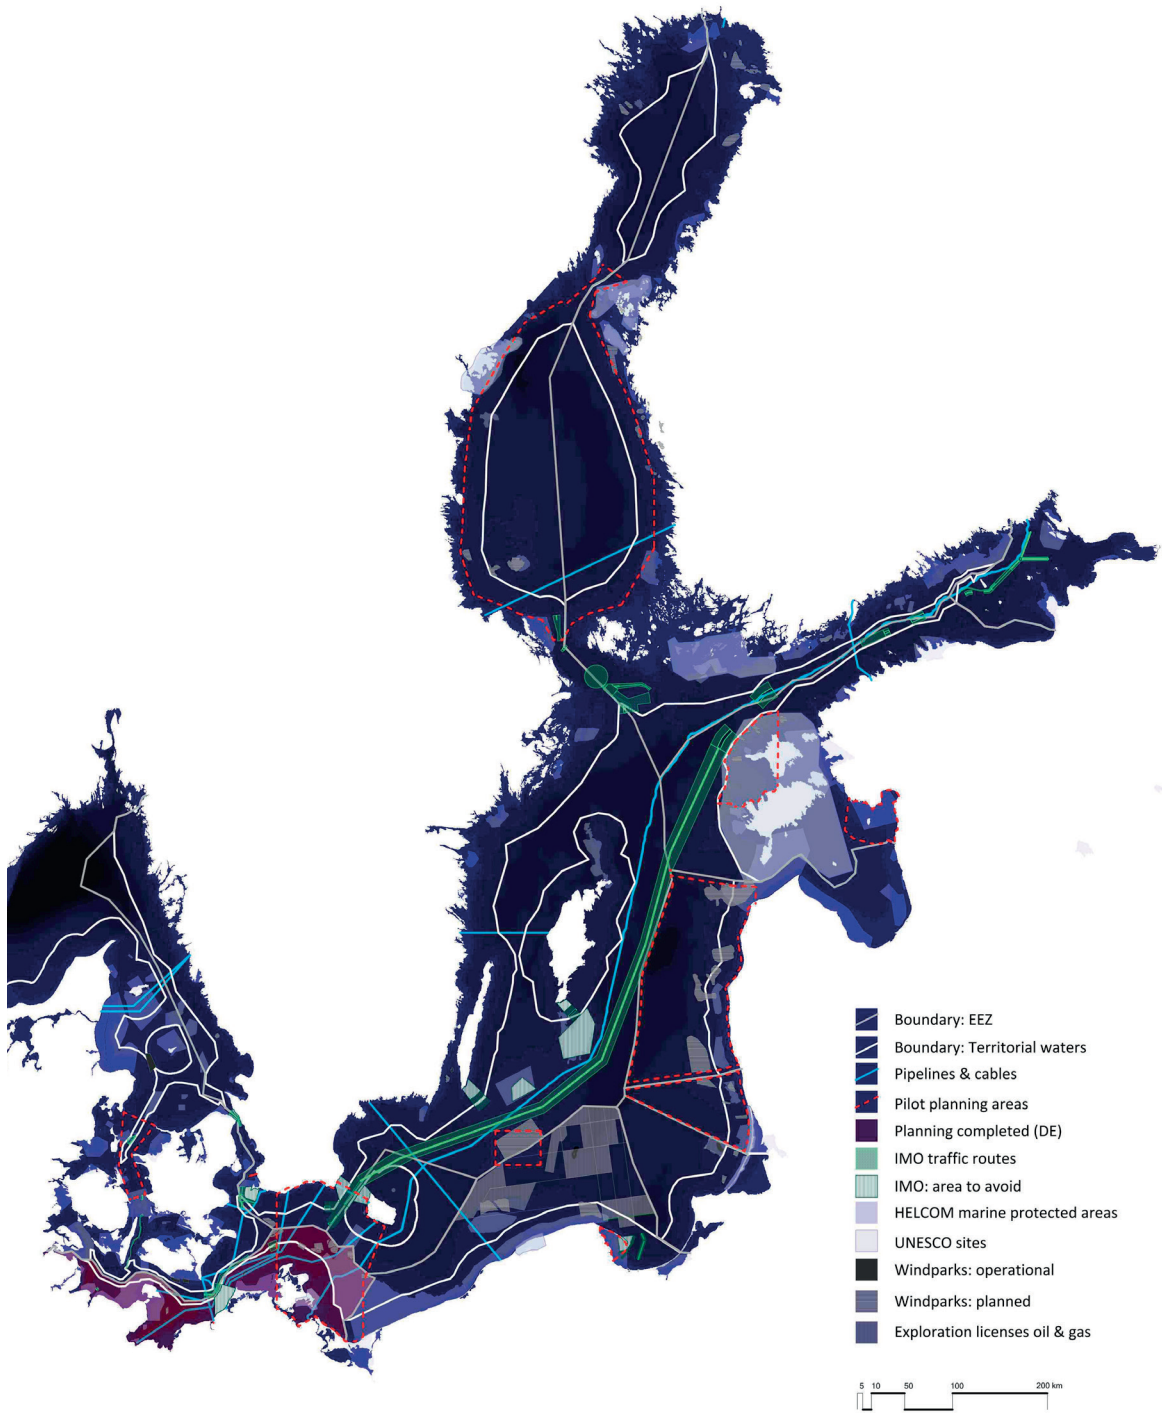 Boundary: EEZ
Boundary: Territorial waters
Pipelines & cables
Pilot planning areas
Planning completed (DE)
IMO traffic routes
IMO: area to avoid
HELCOM marine protected areas
UNESCO sites
Windparks: operational
Windparks: planned
Exploration licenses oil & gas
5 10 50 100 200 km